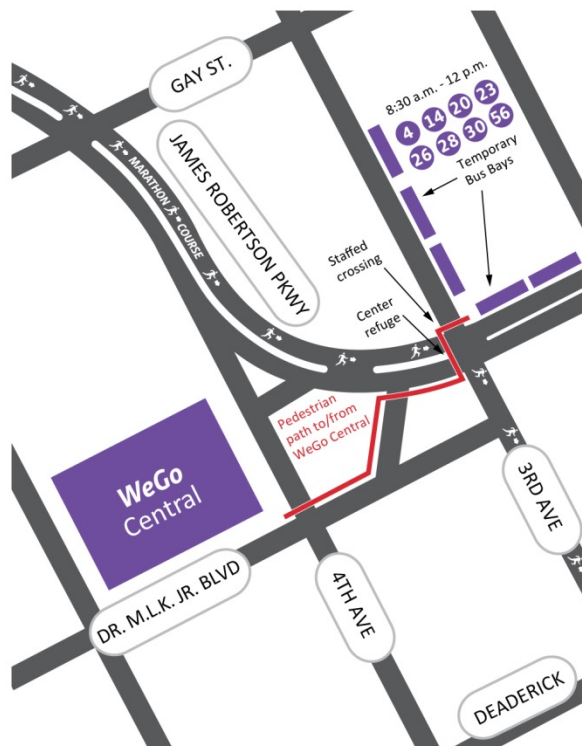 GAY ST.
8:30 a.m. - 12 p.m.
4 14 20 23
26 28 30 56
Temporary
Bus Bays
MARATHON COURSE
JAMES ROBERTSON PKWY
Staffed
crossing
Center
refuge
Pedestrian
path to/from
WeGo Central
WeGo
Central
3RD AVE
DR. M.L.K. JR. BLVD
4TH AVE
DEADERICK